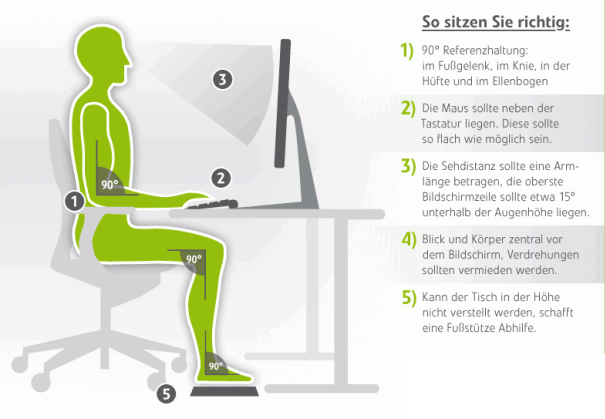 So sitzen Sie richtig:
1) 90° Referenzhaltung:
im Fußgelenk, im Knie, in der
Hüfte und im Ellenbogen
2) Die Maus sollte neben der
Tastatur liegen. Diese sollte
so flach wie möglich sein.
3) Die Sehdistanz sollte eine Arm-
länge betragen, die oberste
Bildschirmzeile sollte etwa 15°
unterhalb der Augenhöhe liegen.
4) Blick und Körper zentral vor
dem Bildschirm, Verdrehungen
sollten vermieden werden.
5) Kann der Tisch in der Höhe
nicht verstellt werden, schafft
eine Fußstütze Abhilfe.
3
2
90°
1
90°
90°
5